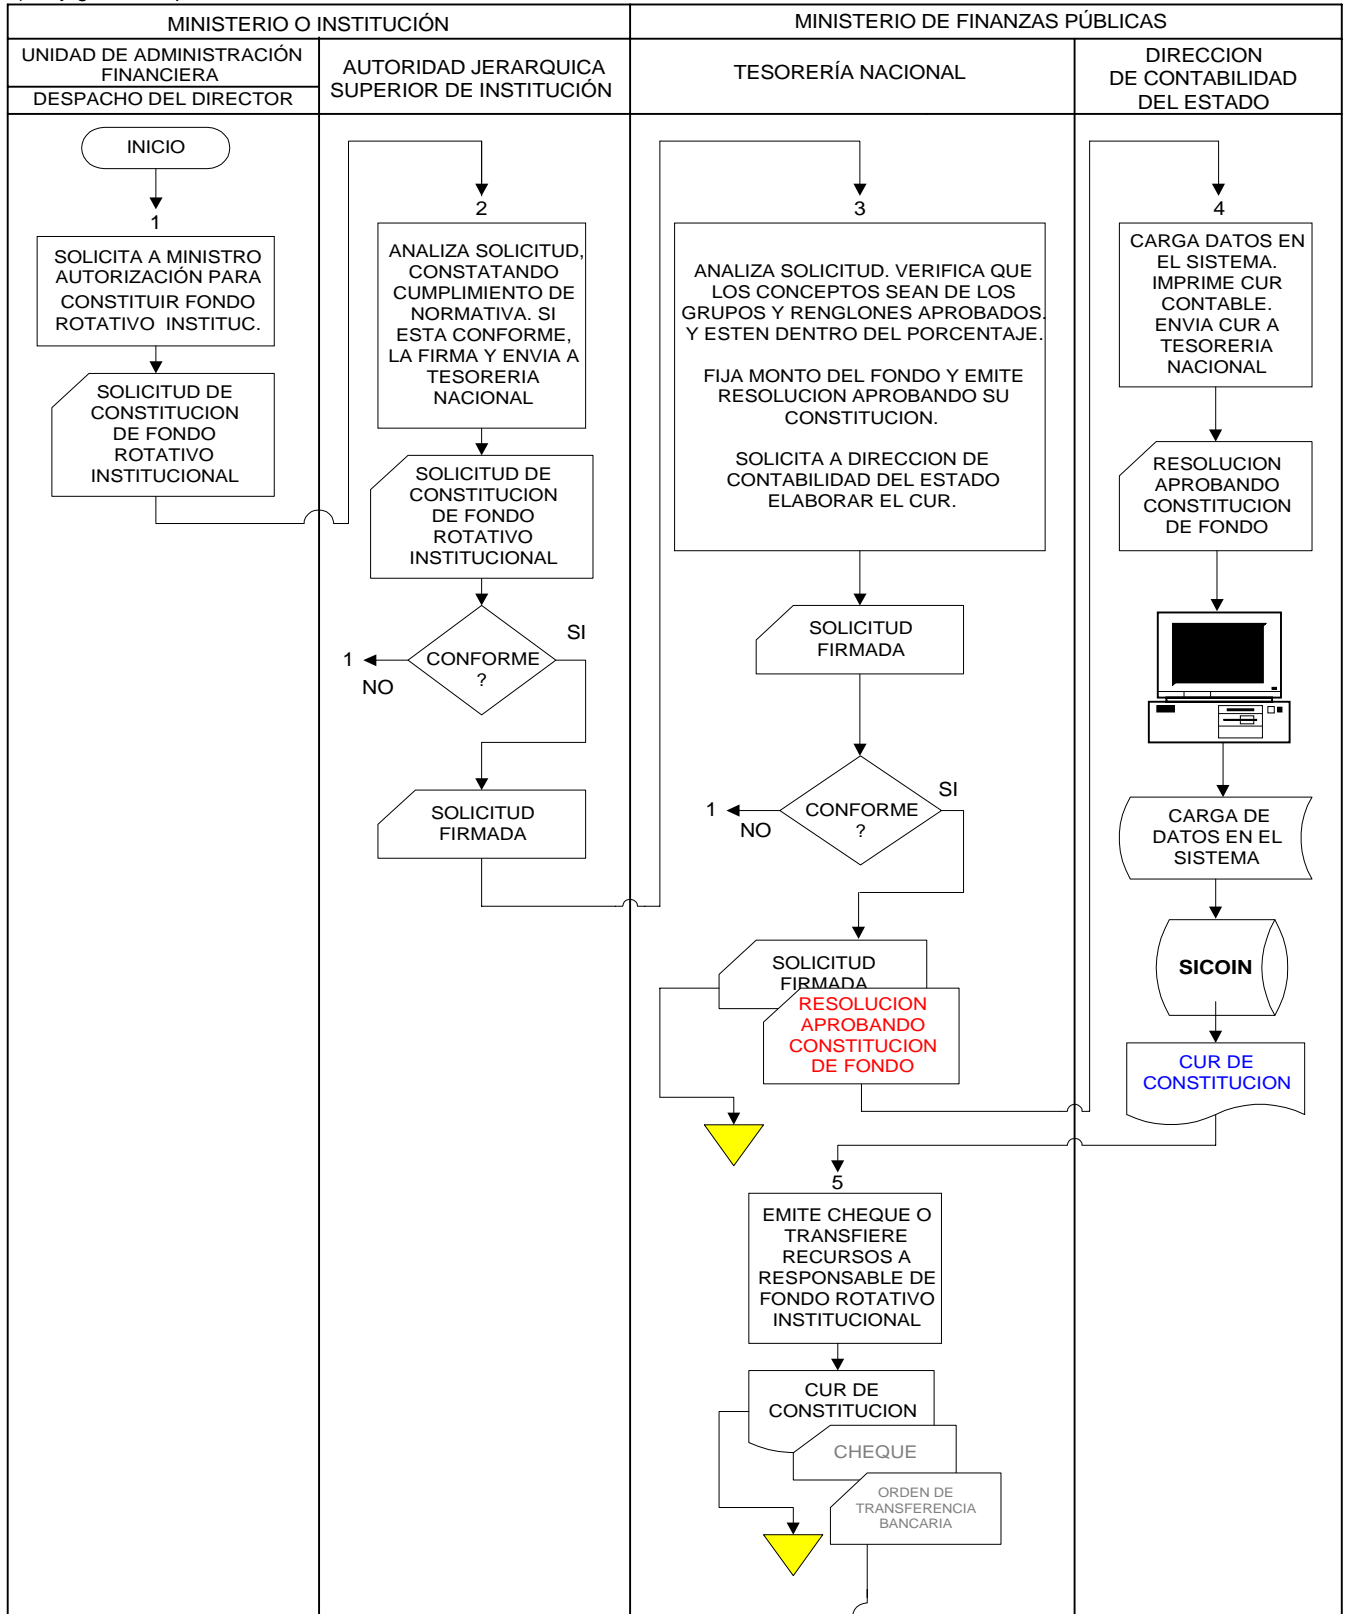 MINISTERIO O INSTITUCIÓN
MINISTERIO DE FINANZAS PÚBLICAS
UNIDAD DE ADMINISTRACIÓN
FINANCIERA
DESPACHO DEL DIRECTOR
AUTORIDAD JERARQUICA
SUPERIOR DE INSTITUCIÓN
TESORERÍA NACIONAL
DIRECCION
DE CONTABILIDAD
DEL ESTADO
INICIO
1
SOLICITA A MINISTRO
AUTORIZACIÓN PARA
CONSTITUIR FONDO
ROTATIVO INSTITUC.
SOLICITUD DE
CONSTITUCION
DE FONDO
ROTATIVO
INSTITUCIONAL
2
ANALIZA SOLICITUD,
CONSTATANDO
CUMPLIMIENTO DE
NORMATIVA. SI
ESTA CONFORME,
LA FIRMA Y ENVIA A
TESORERIA
NACIONAL
SOLICITUD DE
CONSTITUCION
DE FONDO
ROTATIVO
INSTITUCIONAL
CONFORME
?
SI
1
NO
SOLICITUD
FIRMADA
3
ANALIZA SOLICITUD. VERIFICA QUE
LOS CONCEPTOS SEAN DE LOS
GRUPOS Y RENGLONES APROBADOS.
Y ESTEN DENTRO DEL PORCENTAJE.
FIJA MONTO DEL FONDO Y EMITE
RESOLUCION APROBANDO SU
CONSTITUCION.
SOLICITA A DIRECCION DE
CONTABILIDAD DEL ESTADO
ELABORAR EL CUR.
SOLICITUD
FIRMADA
CONFORME
?
SI
1
NO
SOLICITUD
FIRMADA
RESOLUCION
APROBANDO
CONSTITUCION
DE FONDO
4
CARGA DATOS EN
EL SISTEMA.
IMPRIME CUR
CONTABLE.
ENVIA CUR A
TESORERIA
NACIONAL
RESOLUCION
APROBANDO
CONSTITUCION
DE FONDO
CARGA DE
DATOS EN EL
SISTEMA
SICOIN
CUR DE
CONSTITUCION
5
EMITE CHEQUE O
TRANSFIERE
RECURSOS A
RESPONSABLE DE
FONDO ROTATIVO
INSTITUCIONAL
CUR DE
CONSTITUCION
CHEQUE
ORDEN DE
TRANSFERENCIA
BANCARIA